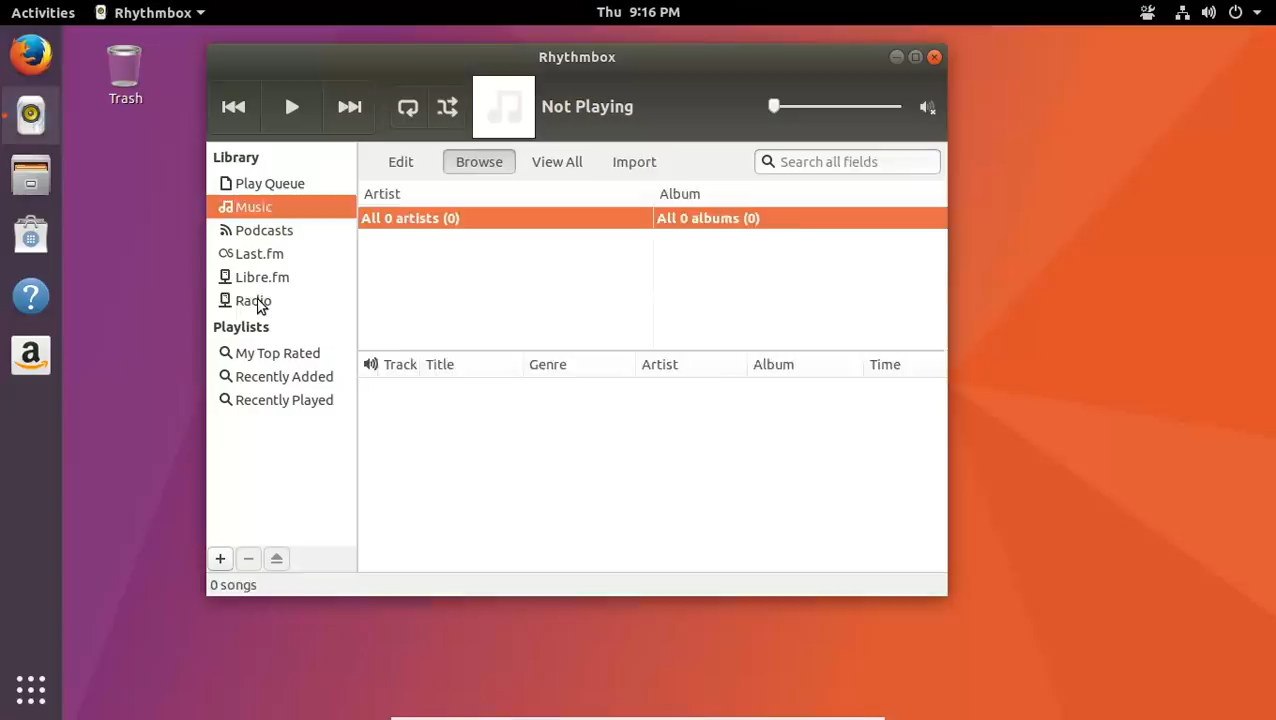 Activities Rhythmbox Thu 9:16 PM
Trash
Rhythmbox
Not Playing
Library
Play Queue
Music
Podcasts
Last.fm
Libre.fm
Radio
Playlists
My Top Rated
Recently Added
Recently Played
Edit Browse View All Import Search all fields
Artist Album
All 0 artists (0) All 0 albums (0)
Track Title Genre Artist Album Time
0 songs